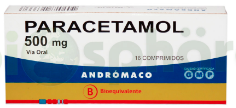 PARACETAMOL
500 mg
Vía Oral
16 COMPRIMIDOS
ANDRÓMACO
B Bioequivalente